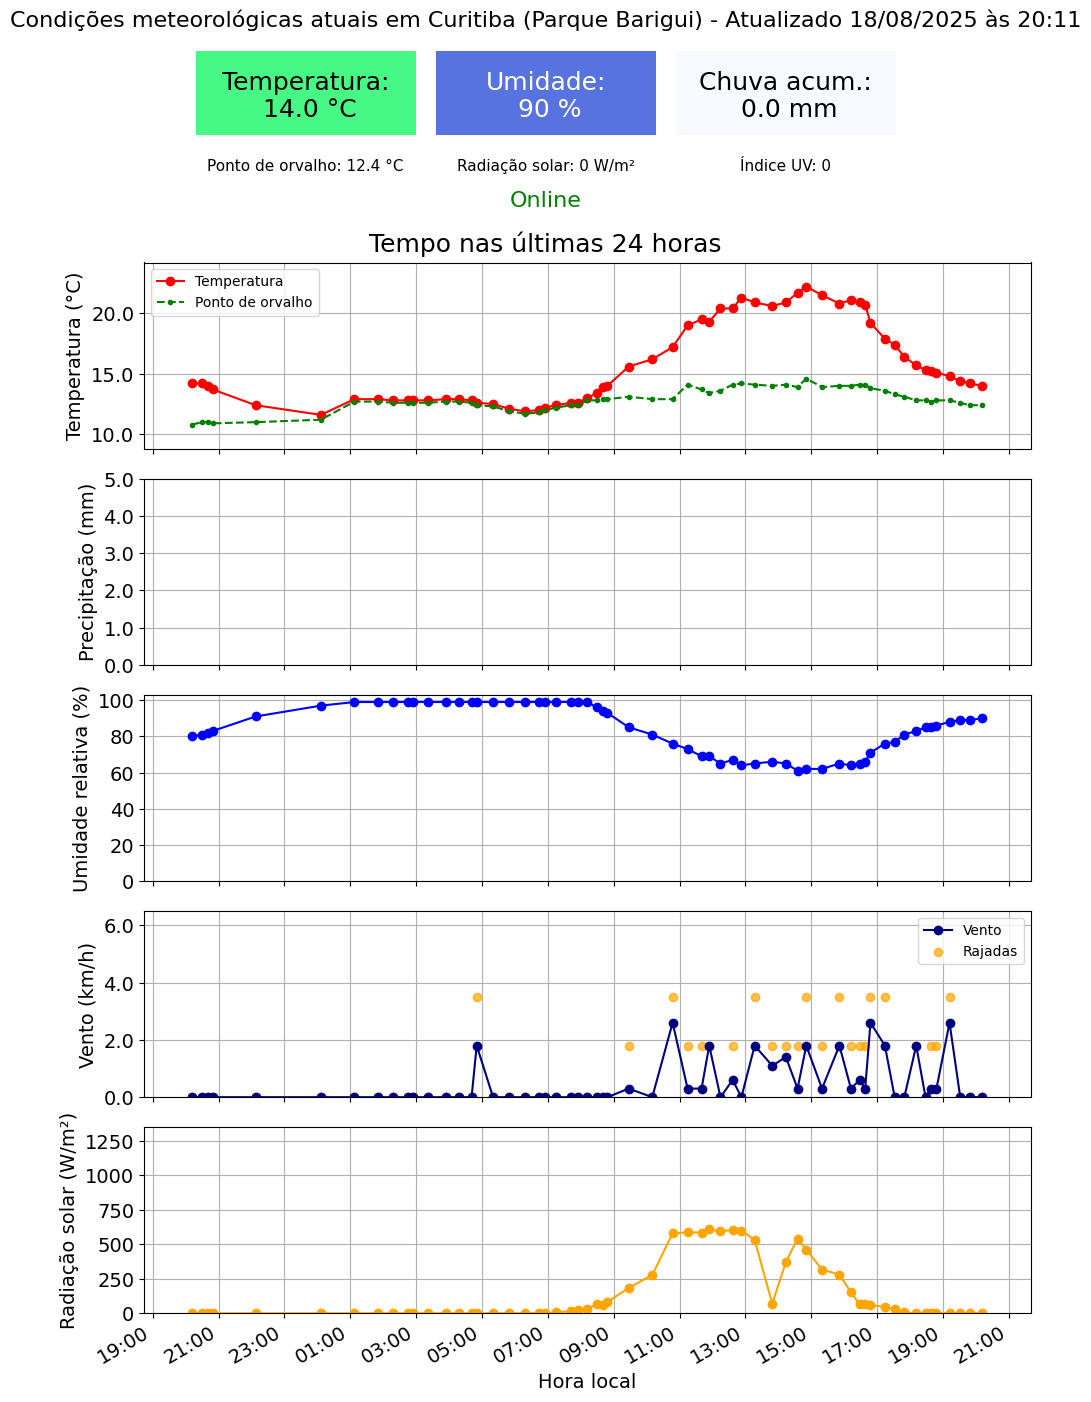 Condições meteorológicas atuais em Curitiba (Parque Barigui) - Atualizado 18/08/2025 às 20:11
Temperatura:
14.0 °C
Umidade:
90 %
Chuva acum.:
0.0 mm
Ponto de orvalho: 12.4 °C
Radiação solar: 0 W/m²
Índice UV: 0
Online
Tempo nas últimas 24 horas
Temperatura (°C)
20.0
15.0
10.0
Temperatura
Ponto de orvalho
Precipitação (mm)
5.0
4.0
3.0
2.0
1.0
0.0
Umidade relativa (%)
100
80
60
40
20
0
Vento (km/h)
6.0
4.0
2.0
0.0
Vento
Rajadas
Radiação solar (W/m²)
1250
1000
750
500
250
0
19:00
21:00
23:00
01:00
03:00
05:00
07:00
09:00
11:00
13:00
15:00
17:00
19:00
21:00
Hora local